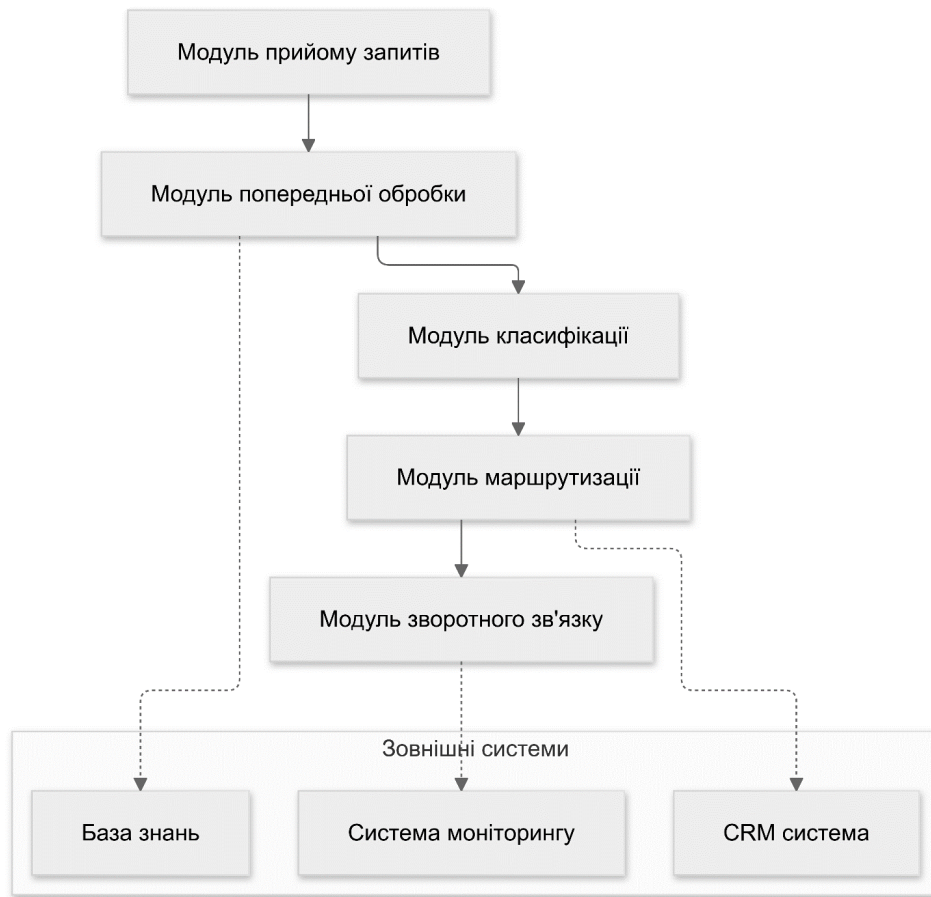 Модуль прийому запитів
Модуль попередньої обробки
Модуль класифікації
Модуль маршрутизації
Модуль зворотного зв'язку
Зовнішні системи
База знань
Система моніторингу
CRM система